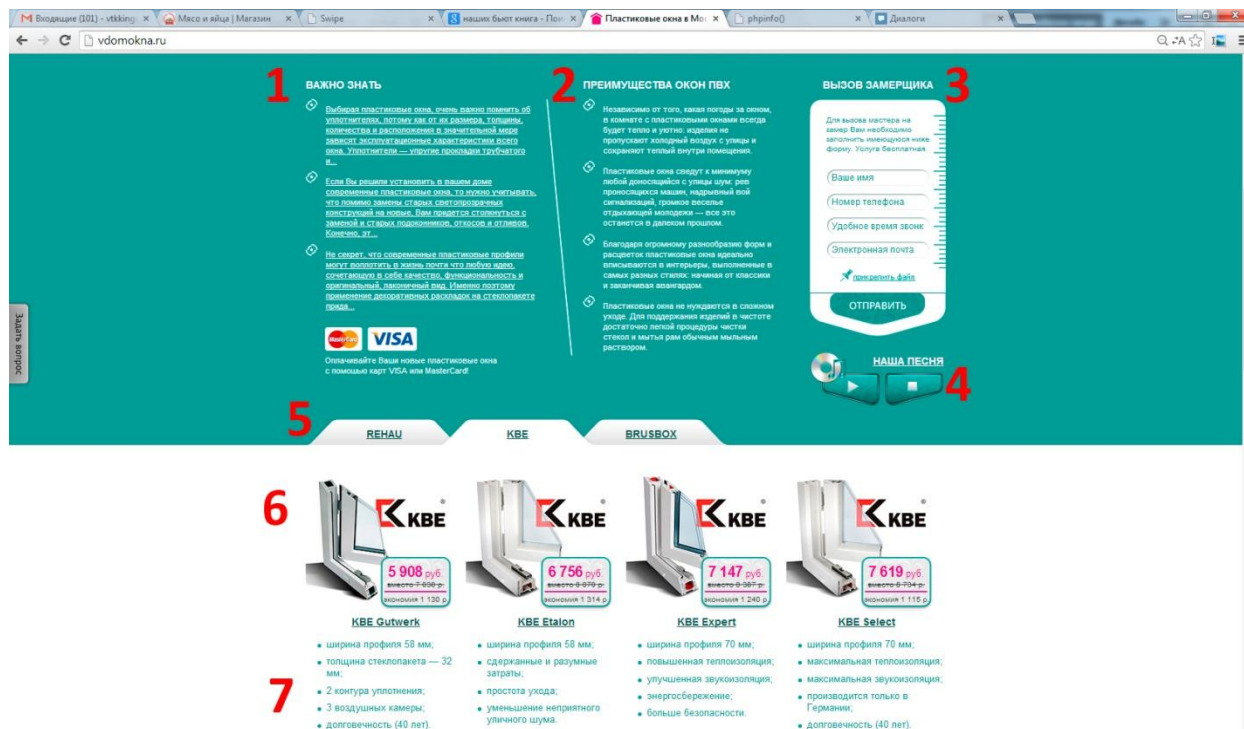 Входящие (101) - vtkking
Мясо и яйца | Магазин
Swipe
наших бьют книга - Пои
Пластиковые окна в Мос
phpinfo()
Диалоги
vdomokna.ru
1
ВАЖНО ЗНАТЬ
Выбирая пластиковые окна, очень важно помнить об
уплотнителях, потому как от их размера, толщины,
количества и расположения в значительной мере
зависят эксплуатационные характеристики всего
окна. Уплотнители — упругие прокладки трубчатого
и...
Если Вы решили установить в вашем доме
современные пластиковые окна, то нужно учитывать,
что помимо замены старых светопрозрачных
конструкций на новые, Вам придется столкнуться с
заменой и старых подоконников, откосов и отливов.
Конечно, эт...
Не секрет, что современные пластиковые профили
могут воплотить в жизнь почти что любую идею,
сочетающую в себе качество, функциональность и
оригинальный, лаконичный вид. Именно поэтому
применение декоративных раскладок на стеклопакете
прида...
MasterCard
VISA
Оплачивайте Ваши новые пластиковые окна
с помощью карт VISA или MasterCard!
2
ПРЕИМУЩЕСТВА ОКОН ПВХ
Независимо от того, какая погоды за окном,
в комнате с пластиковыми окнами всегда
будет тепло и уютно: изделия не
пропускают холодный воздух с улицы и
сохраняют теплый внутри помещения.
Пластиковые окна сведут к минимуму
любой доносящийся с улицы шум: рев
проносящихся машин, надрывный вой
сигнализаций, громкое веселье
отдыхающей молодежи — все это
останется в далеком прошлом.
Благодаря огромному разнообразию форм и
расцветок пластиковые окна идеально
вписываются в интерьеры, выполненные в
самых разных стилях: начиная от классики
и заканчивая авангардом.
Пластиковые окна не нуждаются в сложном
уходе. Для поддержания изделий в чистоте
достаточно легкой процедуры чистки
стекол и мытья рам обычным мыльным
раствором.
ВЫЗОВ ЗАМЕРЩИКА
3
Для вызова мастера на
замер Вам необходимо
заполнить имеющуюся ниже
форму. Услуга бесплатная.
Ваше имя
Номер телефона
Удобное время звонк
Электронная почта
прикрепить файл
ОТПРАВИТЬ
НАША ПЕСНЯ
4
Задать вопрос
5
REHAU
KBE
BRUSBOX
6
KBE
KBE
KBE
KBE
5 908 руб.
вместо 7 038 р.
экономия 1 130 р.
6 756 руб.
вместо 8 070 р.
экономия 1 314 р.
7 147 руб.
вместо 8 387 р.
экономия 1 240 р.
7 619 руб.
вместо 8 734 р.
экономия 1 115 р.
KBE Gutwerk
KBE Etalon
KBE Expert
KBE Select
7
ширина профиля 58 мм;
толщина стеклопакета — 32
мм;
2 контура уплотнения;
3 воздушных камеры;
долговечность (40 лет).
ширина профиля 58 мм;
сдержанные и разумные
затраты;
простота ухода;
уменьшение неприятного
уличного шума.
ширина профиля 70 мм;
повышенная теплоизоляция;
улучшенная звукоизоляция;
энергосбережение;
больше безопасности.
ширина профиля 70 мм;
максимальная теплоизоляция;
максимальная звукоизоляция;
производится только в
Германии;
долговечность (40 лет).